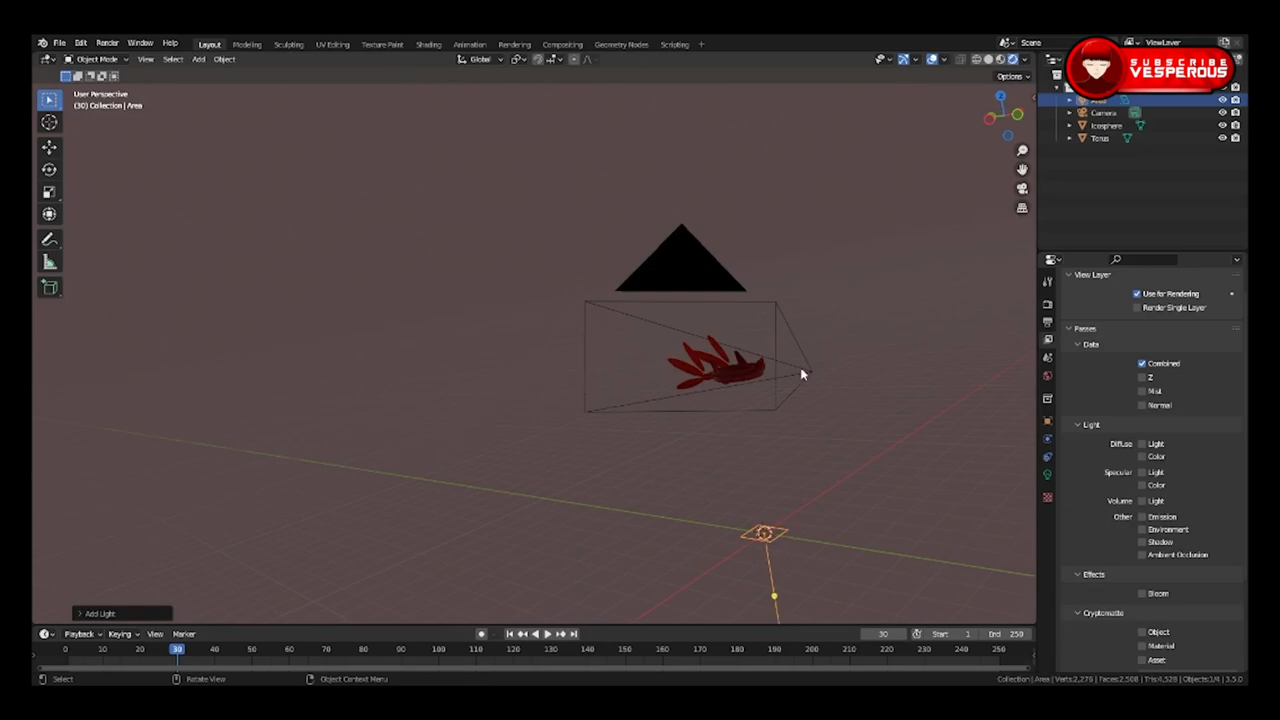 File Edit Render Window Help Layout Modeling Sculpting UV Editing Texture Paint Shading Animation Rendering Compositing Geometry Nodes Scripting + Scene ViewLayer
SUBSCRIBE
VESPEROUS
Object Mode View Select Add Object Global
Options
User Perspective
(30) Collection | Area
Camera
Icosphere
Torus
View Layer
Use for Rendering
Render Single Layer
Passes
Data
Combined
Z
Mist
Normal
Light
Diffuse Light
Color
Specular Light
Color
Volume Light
Other Emission
Environment
Shadow
Ambient Occlusion
Effects
Bloom
Cryptomatte
Object
Material
Asset
Add Light
Playback Keying View Marker 30 Start 1 End 250
0 10 20 30 40 50 60 70 80 90 100 110 120 130 140 150 160 170 180 190 200 210 220 230 240 250
Select Rotate View Object Context Menu Collection | Area | Verts:2,276 | Faces:2,508 | Tris:4,528 | Objects:1/4 | 3.5.0